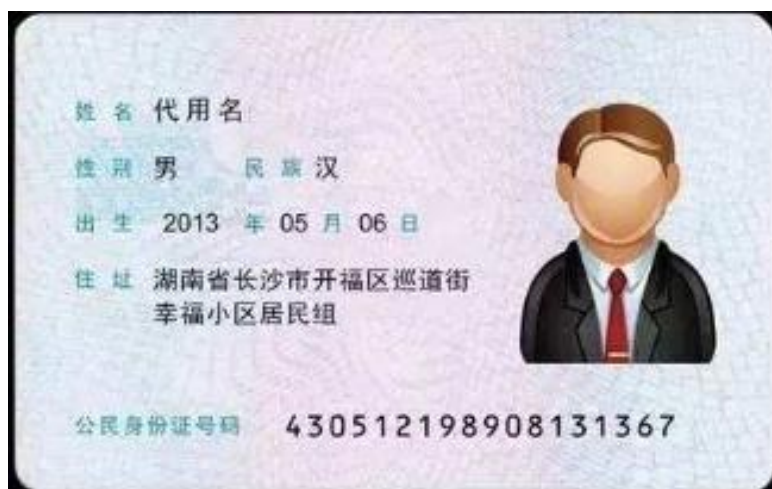 姓名 代用名
性别 男 民族 汉
出生 2013 年 05 月 06 日
住址 湖南省长沙市开福区巡道街
幸福小区居民组
公民身份证号码 430512198908131367